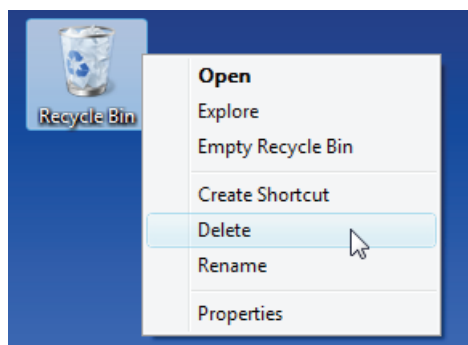 Recycle Bin
Open
Explore
Empty Recycle Bin
Create Shortcut
Delete
Rename
Properties